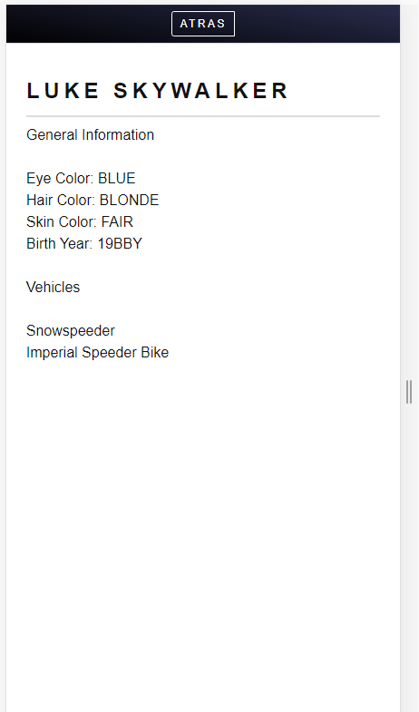 ATRAS
LUKE SKYWALKER
General Information
Eye Color: BLUE
Hair Color: BLONDE
Skin Color: FAIR
Birth Year: 19BBY
Vehicles
Snowspeeder
Imperial Speeder Bike